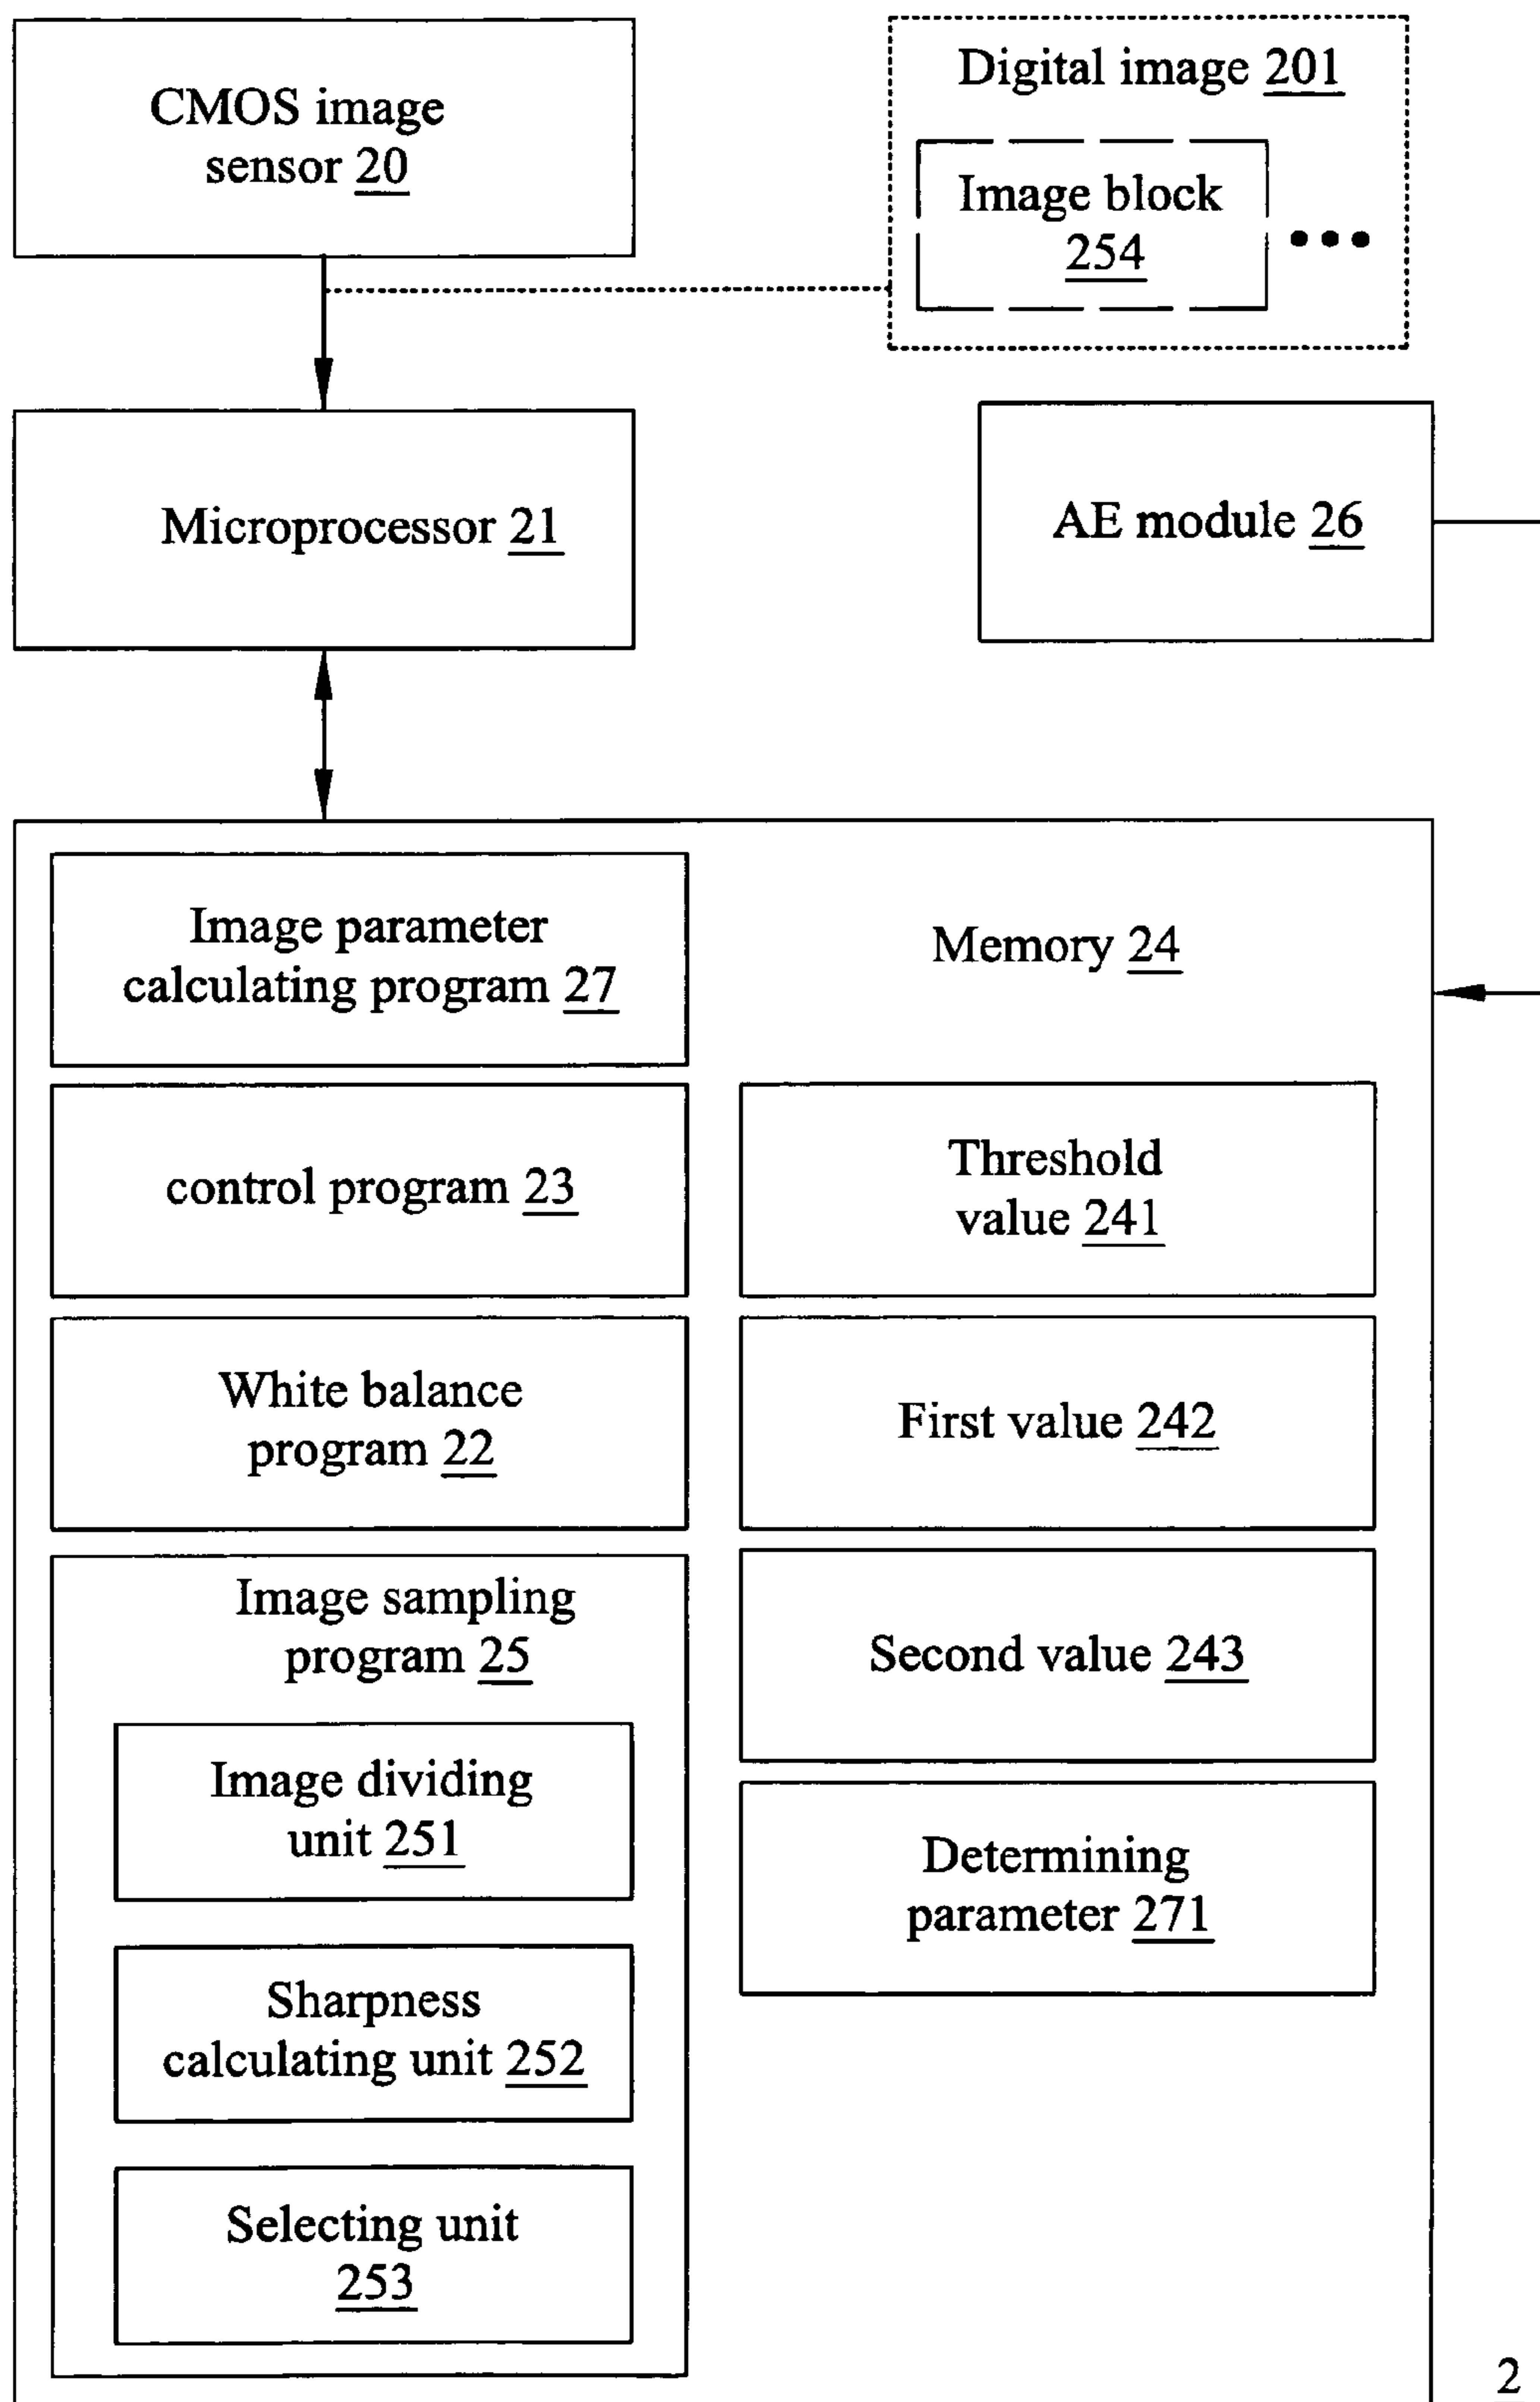 CMOS image
sensor 20
Digital image 201
Image block
254
Microprocessor 21
AE module 26
Memory 24
Image parameter
calculating program 27
control program 23
White balance
program 22
Image sampling
program 25
Image dividing
unit 251
Sharpness
calculating unit 252
Selecting unit
253
Threshold
value 241
First value 242
Second value 243
Determining
parameter 271
2